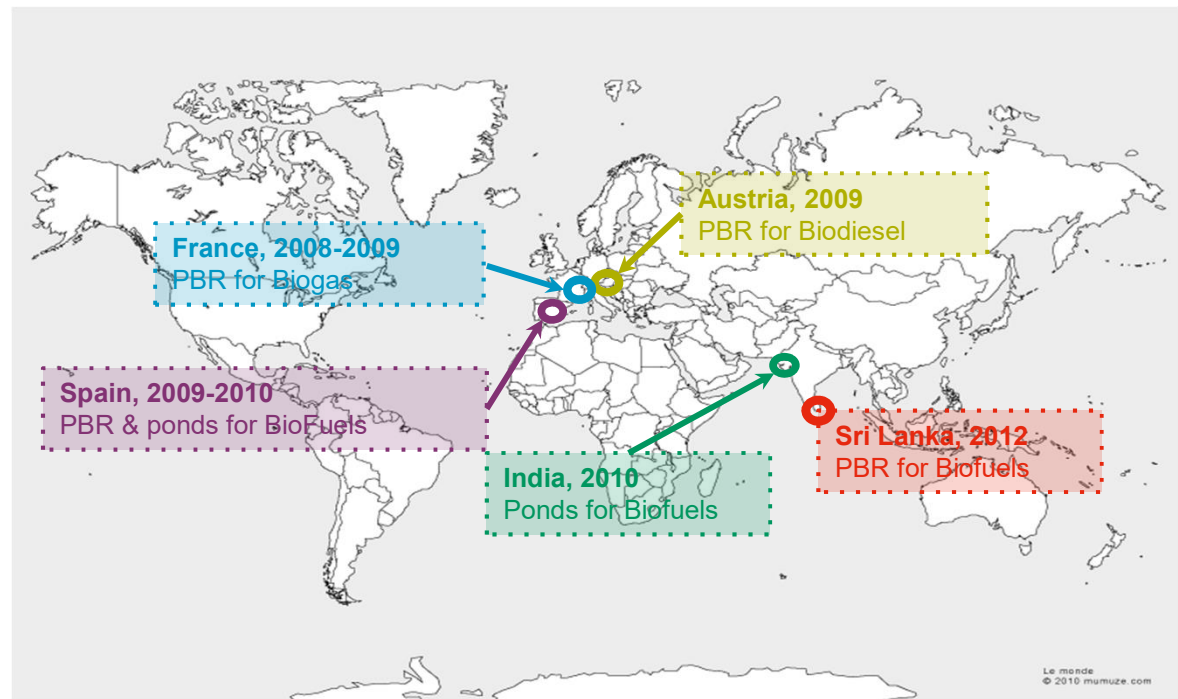 Austria, 2009
PBR for Biodiesel
France, 2008-2009
PBR for Biogas
Spain, 2009-2010
PBR & ponds for BioFuels
Sri Lanka, 2012
PBR for Biofuels
India, 2010
Ponds for Biofuels
Le monde
© 2010 mumuze.com